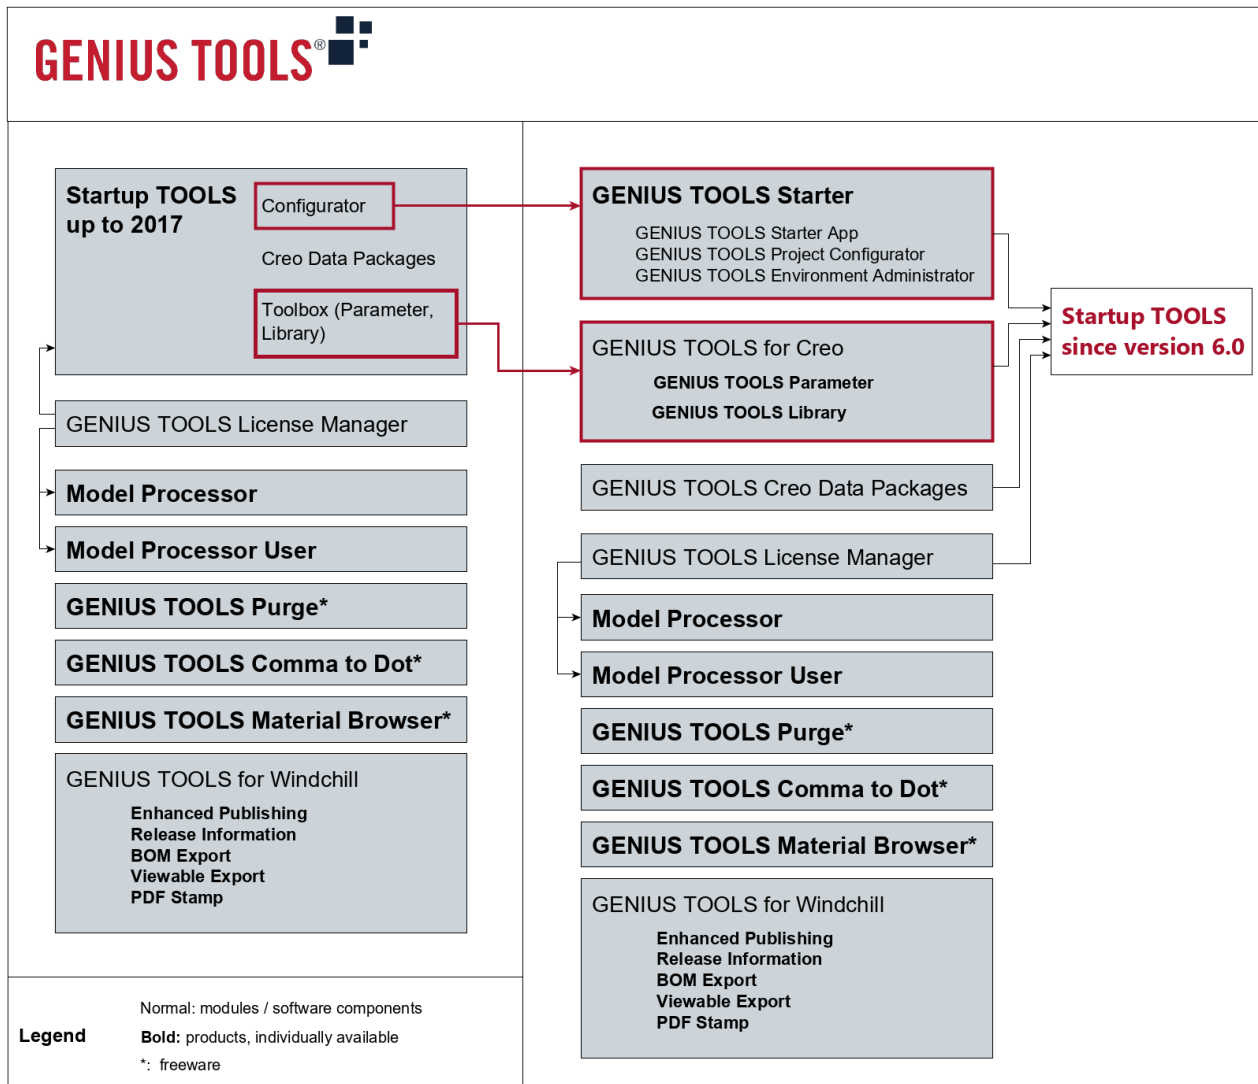 GENIUS TOOLS®
Startup TOOLS
up to 2017
Configurator
Creo Data Packages
Toolbox (Parameter,
Library)
GENIUS TOOLS License Manager
Model Processor
Model Processor User
GENIUS TOOLS Purge*
GENIUS TOOLS Comma to Dot*
GENIUS TOOLS Material Browser*
GENIUS TOOLS for Windchill
Enhanced Publishing
Release Information
BOM Export
Viewable Export
PDF Stamp
Legend
Normal: modules / software components
Bold: products, individually available
*: freeware
GENIUS TOOLS Starter
GENIUS TOOLS Starter App
GENIUS TOOLS Project Configurator
GENIUS TOOLS Environment Administrator
GENIUS TOOLS for Creo
GENIUS TOOLS Parameter
GENIUS TOOLS Library
GENIUS TOOLS Creo Data Packages
GENIUS TOOLS License Manager
Model Processor
Model Processor User
GENIUS TOOLS Purge*
GENIUS TOOLS Comma to Dot*
GENIUS TOOLS Material Browser*
GENIUS TOOLS for Windchill
Enhanced Publishing
Release Information
BOM Export
Viewable Export
PDF Stamp
Startup TOOLS
since version 6.0